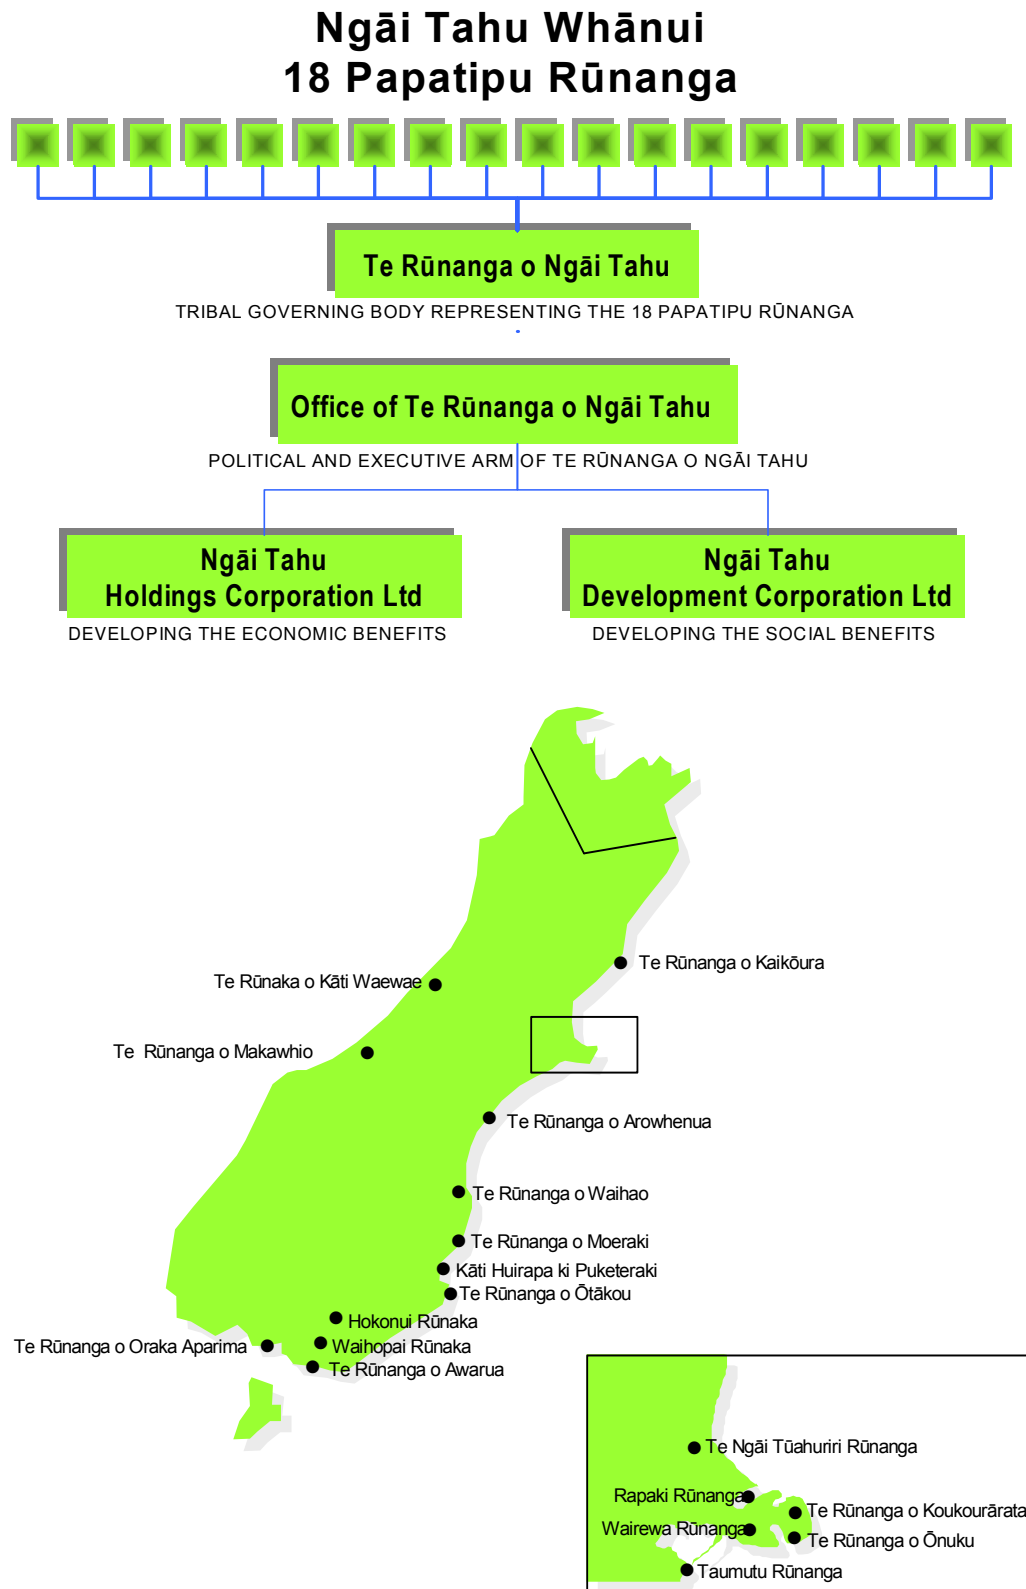 Ngāi Tahu Whānui
18 Papatipu Rūnanga
Te Rūnanga o Ngāi Tahu
TRIBAL GOVERNING BODY REPRESENTING THE 18 PAPATIPU RŪNANGA
Office of Te Rūnanga o Ngāi Tahu
POLITICAL AND EXECUTIVE ARM OF TE RŪNANGA O NGĀI TAHU
Ngāi Tahu
Holdings Corporation Ltd
DEVELOPING THE ECONOMIC BENEFITS
Ngāi Tahu
Development Corporation Ltd
DEVELOPING THE SOCIAL BENEFITS
Te Rūnanga o Kaikōura
Te Rūnaka o Kāti Waewae
Te Rūnanga o Makawhio
Te Rūnanga o Arowhenua
Te Rūnanga o Waihao
Te Rūnanga o Moeraki
Kāti Huirapa ki Puketeraki
Te Rūnanga o Ōtākou
Hokonui Rūnaka
Te Rūnanga o Oraka Aparima
Waihopai Rūnaka
Te Rūnanga o Awarua
Te Ngāi Tūahuriri Rūnanga
Rapaki Rūnanga
Te Rūnanga o Koukourārata
Wairewa Rūnanga
Te Rūnanga o Ōnuku
Taumutu Rūnanga